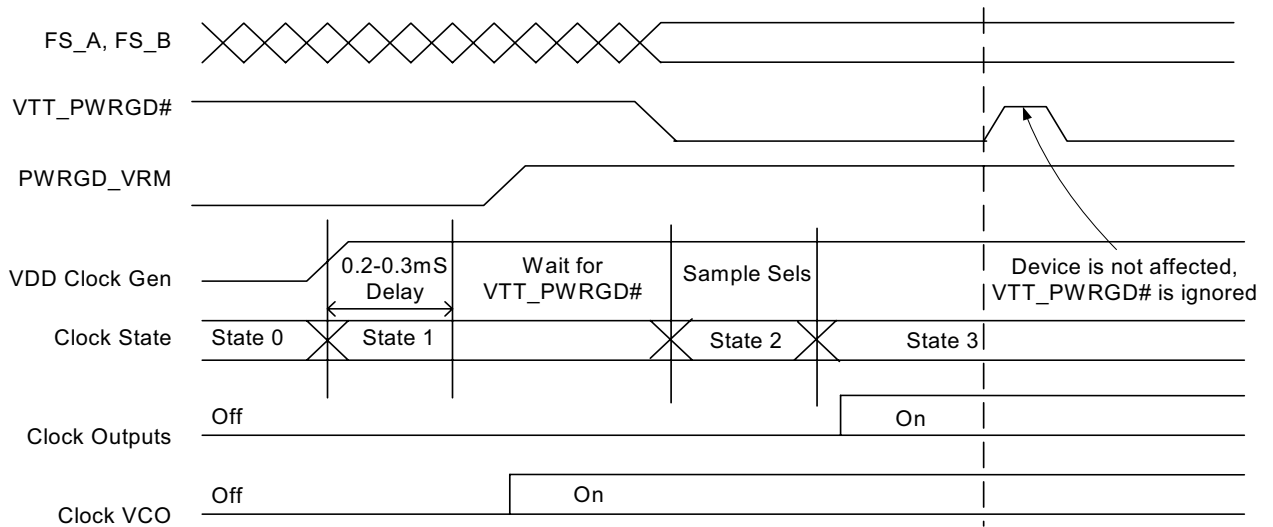 FS_A, FS_B
VTT_PWRGD#
PWRGD_VRM
VDD Clock Gen
0.2-0.3mS
Delay
Wait for
VTT_PWRGD#
Sample Sels
Device is not affected,
VTT_PWRGD# is ignored
Clock State
State 0
State 1
State 2
State 3
Clock Outputs
Off
On
Clock VCO
Off
On